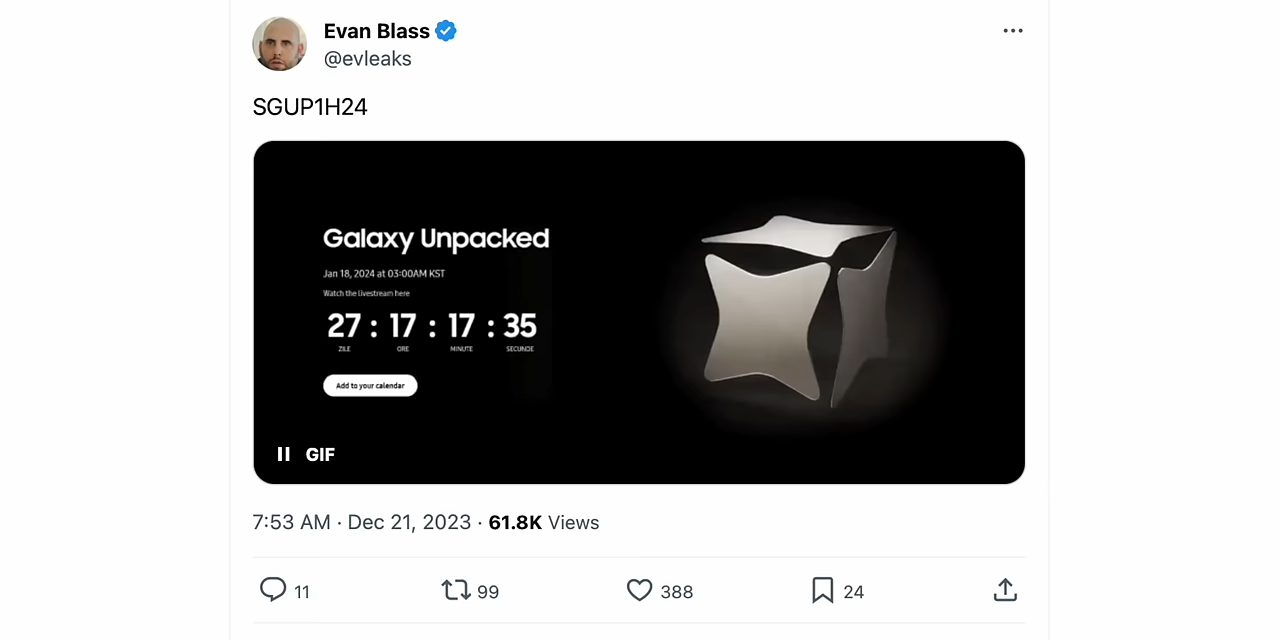 Evan Blass
@evleaks
SGUP1H24
Galaxy Unpacked
Jan 18, 2024 at 03:00AM KST
Watch the livestream here
27 : 17 : 17 : 35
ZILE ORE MINUTE SECUNDE
Add to your calendar
GIF
7:53 AM · Dec 21, 2023 · 61.8K Views
11 99 388 24